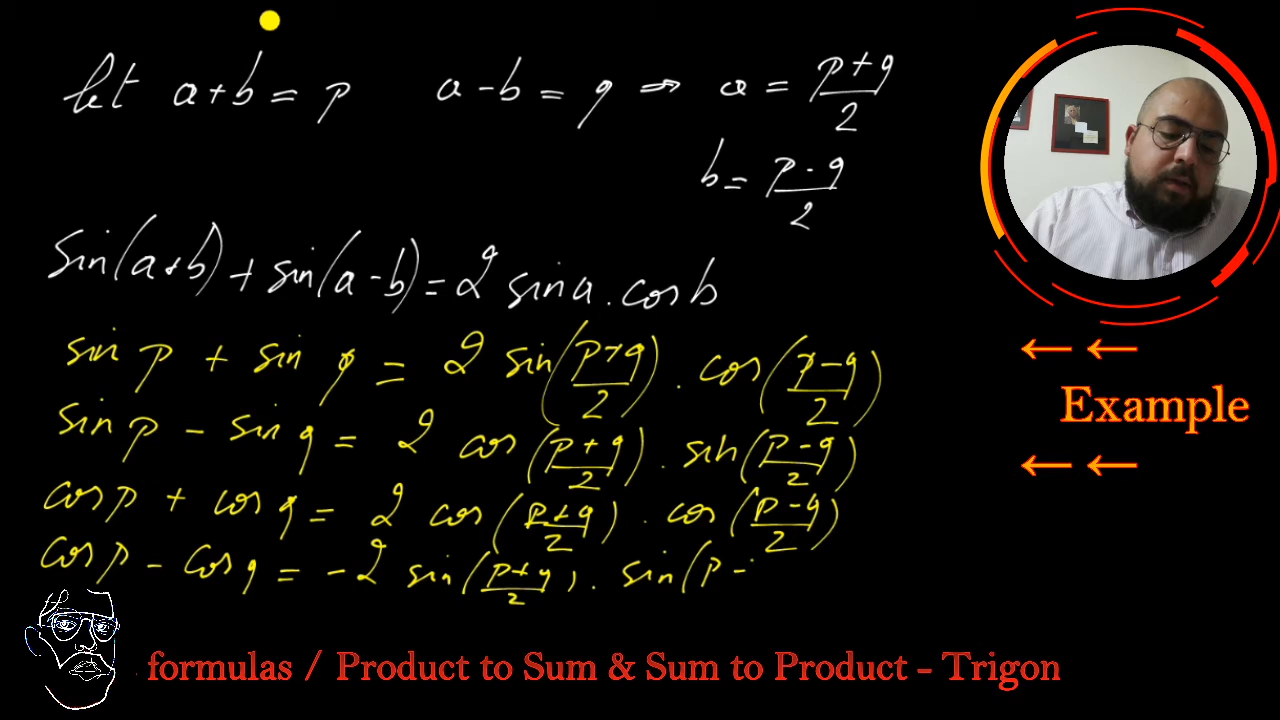 let a+b = p a-b = q ⇒ a = (p+q)/2
b = (p-q)/2
sin(a+b) + sin(a-b) = 2 sin a . cos b
sin p + sin q = 2 sin((p+q)/2) . cos((p-q)/2)
sin p - sin q = 2 cos((p+q)/2) . sin((p-q)/2)
cos p + cos q = 2 cos((p+q)/2) . cos((p-q)/2)
cos p - cos q = -2 sin((p+q)/2) . sin(p -
←←
Example
←←
formulas / Product to Sum & Sum to Product - Trigon